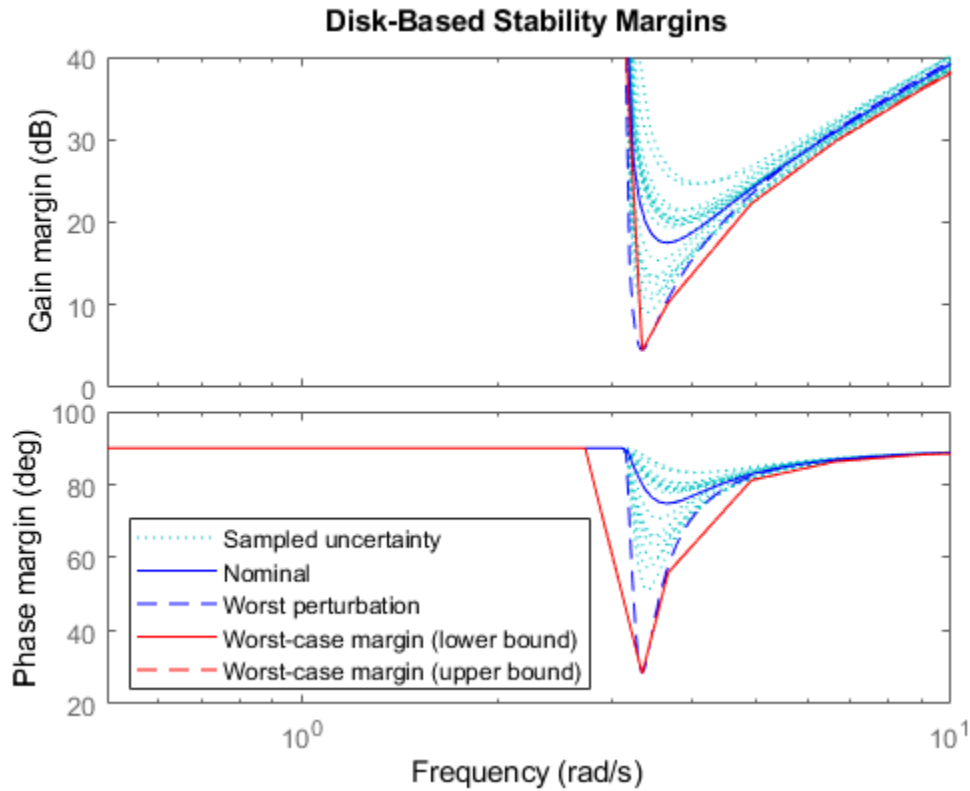 Disk-Based Stability Margins
Gain margin (dB)
40
30
20
10
0
Phase margin (deg)
100
80
60
40
20
Sampled uncertainty
Nominal
Worst perturbation
Worst-case margin (lower bound)
Worst-case margin (upper bound)
10^0
10^1
Frequency (rad/s)